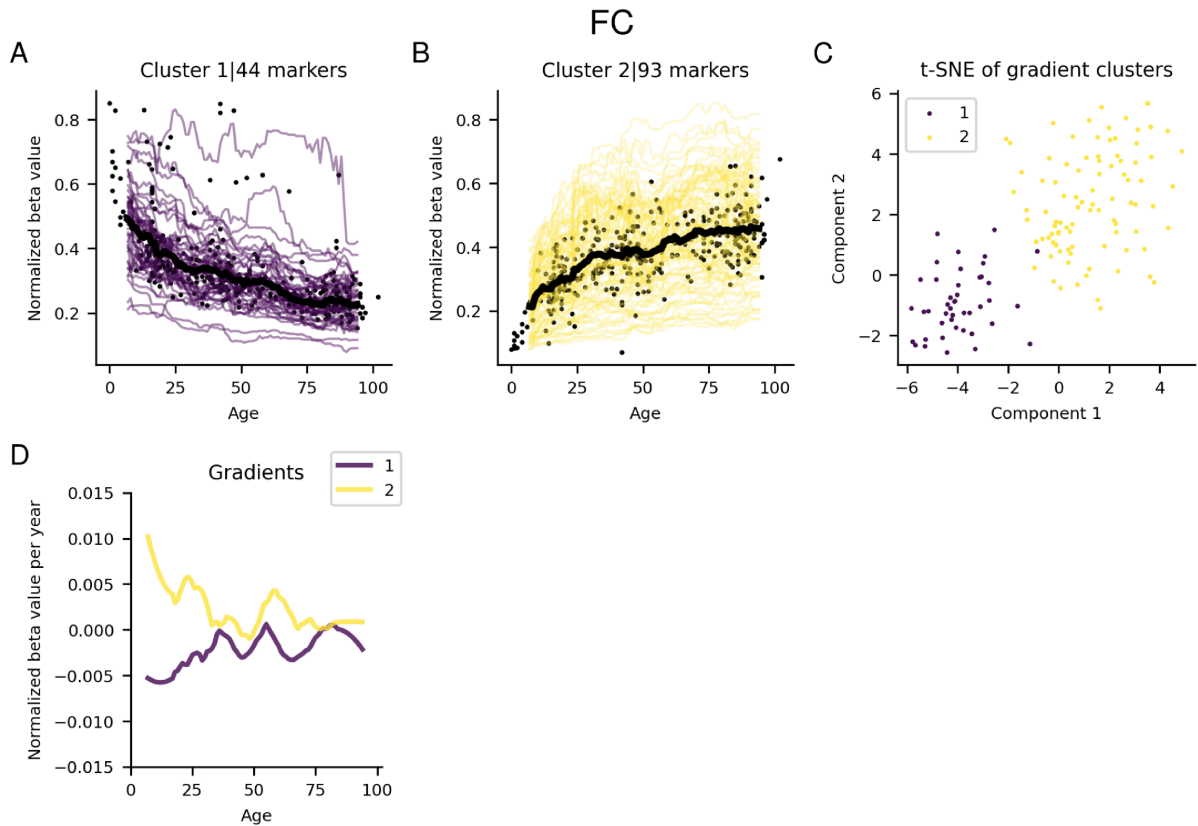 FC
A
Cluster 1|44 markers
Normalized beta value
0.8
0.6
0.4
0.2
0 25 50 75 100
Age
B
Cluster 2|93 markers
Normalized beta value
0.8
0.6
0.4
0.2
0 25 50 75 100
Age
C
t-SNE of gradient clusters
1
2
Component 2
6
4
2
0
−2
−6 −4 −2 0 2 4
Component 1
D
Gradients
1
2
Normalized beta value per year
0.015
0.010
0.005
0.000
−0.005
−0.010
−0.015
0 25 50 75 100
Age